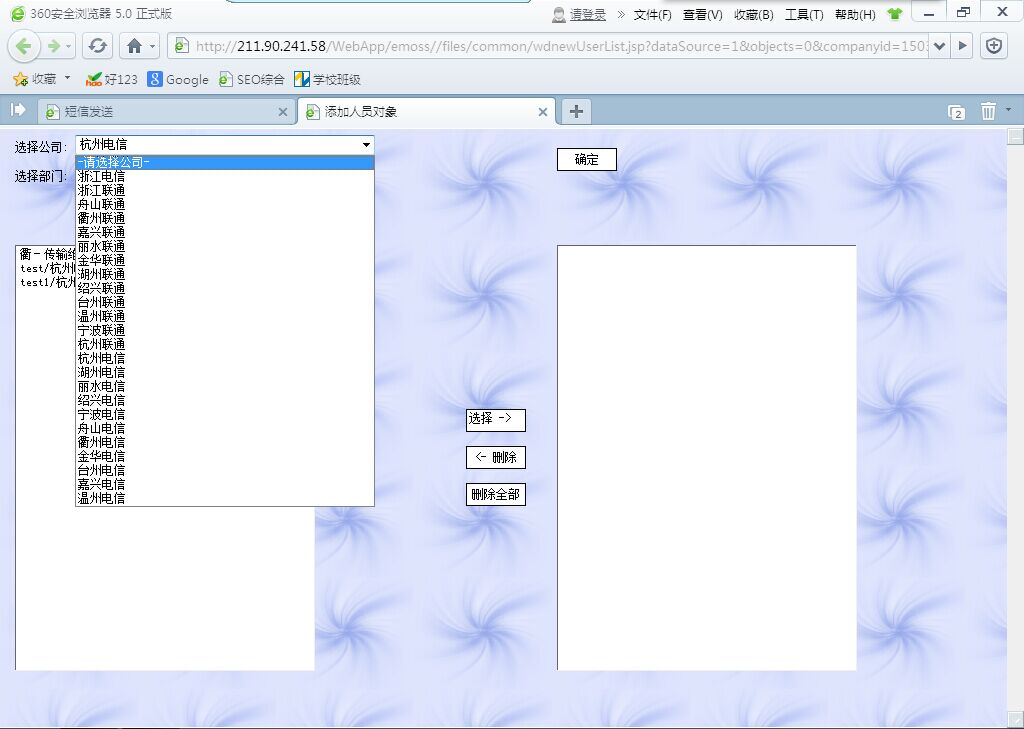 360安全浏览器 5.0 正式版
请登录 » 文件(F) 查看(V) 收藏(B) 工具(T) 帮助(H)
http://211.90.241.58/WebApp/emoss//files/common/wdnewUserList.jsp?dataSource=1&objects=0&companyid=150
收藏 好123 Google SEO综合 学校班级
短信发送 添加人员对象 2
选择公司: 杭州电信 确定
-请选择公司-
选择部门: 浙江电信
浙江联通
舟山联通
衢州联通
嘉兴联通
丽水联通
金华联通
湖州联通
绍兴联通
台州联通
温州联通
宁波联通
杭州联通
杭州电信
湖州电信
丽水电信
绍兴电信
宁波电信
舟山电信
衢州电信
金华电信
台州电信
嘉兴电信
温州电信
衢-传输
test/杭州
test1/杭州
选择 ->
<- 删除
删除全部